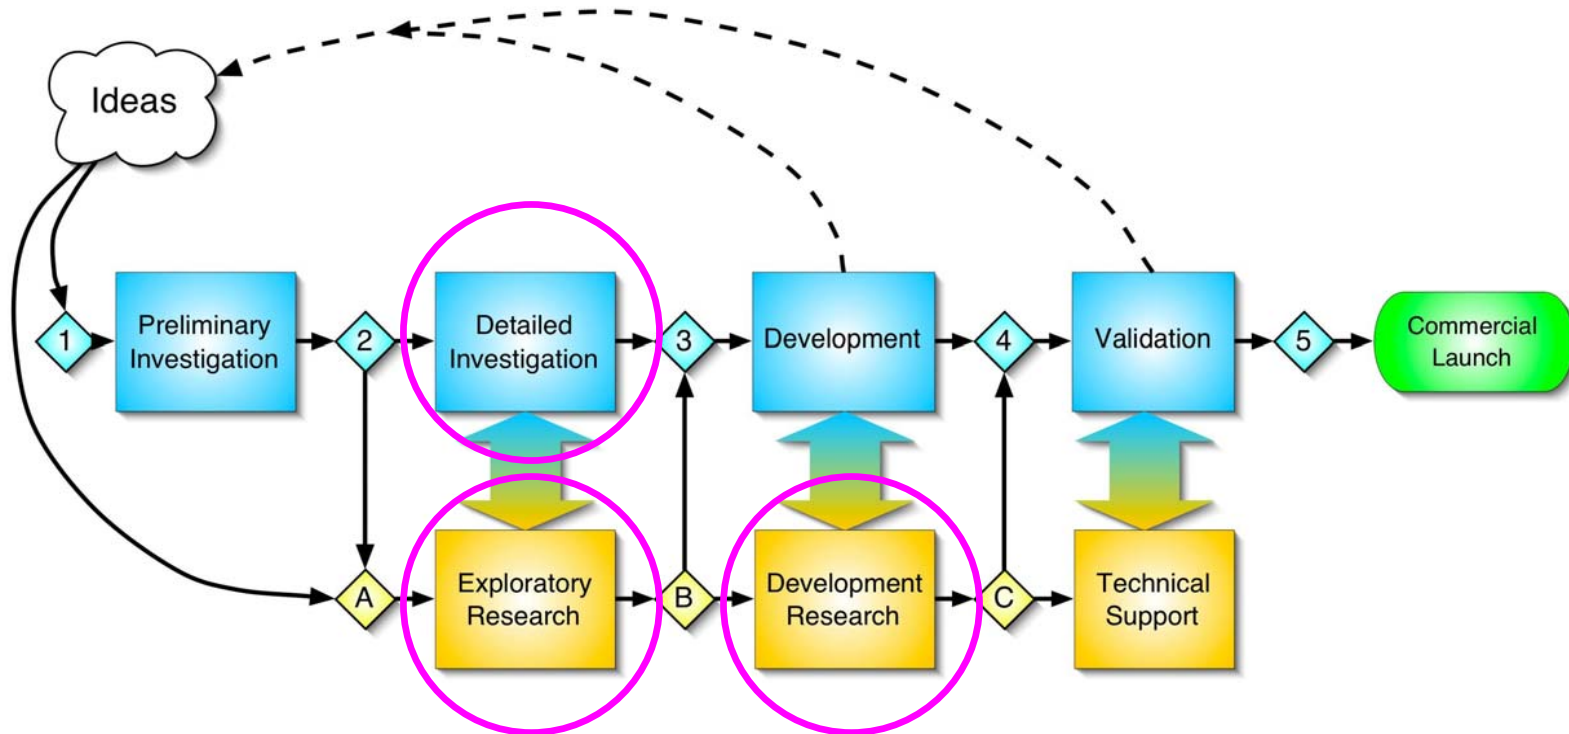 Ideas
1
Preliminary
Investigation
2
Detailed
Investigation
3
Development
4
Validation
5
Commercial
Launch
A
Exploratory
Research
B
Development
Research
C
Technical
Support